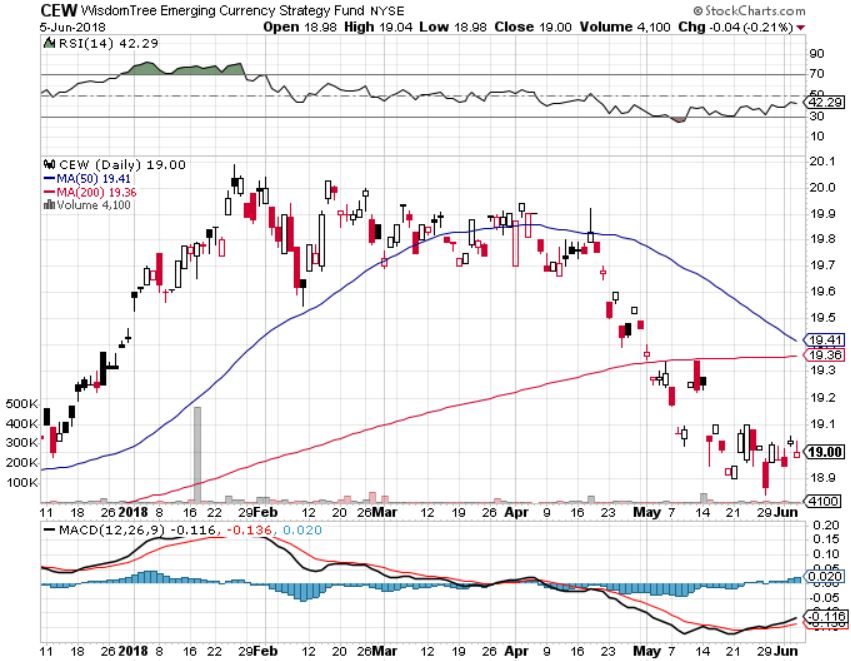 CEW WisdomTree Emerging Currency Strategy Fund NYSE
© StockCharts.com
5-Jun-2018
Open 18.98 High 19.04 Low 18.98 Close 19.00 Volume 4,100 Chg -0.04 (-0.21%)
RSI(14) 42.29
90
70
50
42.29
30
10
CEW (Daily) 19.00
MA(50) 19.41
MA(200) 19.36
Volume 4,100
20.1
20.0
19.9
19.8
19.7
19.6
19.5
19.41
19.36
19.3
19.2
19.1
19.00
18.9
500K
400K
300K
200K
100K
4100
11 18 26 2018 8 16 22 29 Feb 12 20 26 Mar 12 19 26 Apr 9 16 23 May 7 14 21 29 Jun
MACD(12,26,9) -0.116, -0.136, 0.020
0.20
0.15
0.10
0.05
0.020
-0.05
-0.116
11 18 26 2018 8 16 22 29 Feb 12 20 26 Mar 12 19 26 Apr 9 16 23 May 7 14 21 29 Jun